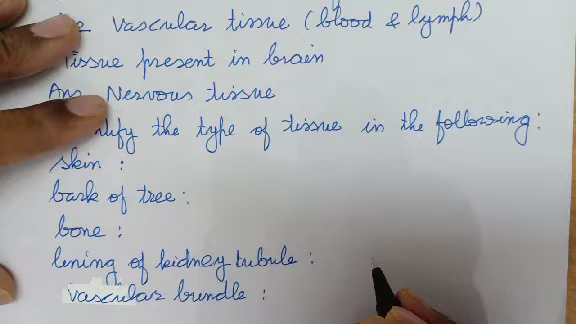 vascular tissue (blood & lymph)
Tissue present in brain
Ans Nervous tissue
the type of tissue in the following:
skin :
bark of tree:
bone :
lining of kidney tubule :
vascular bundle :